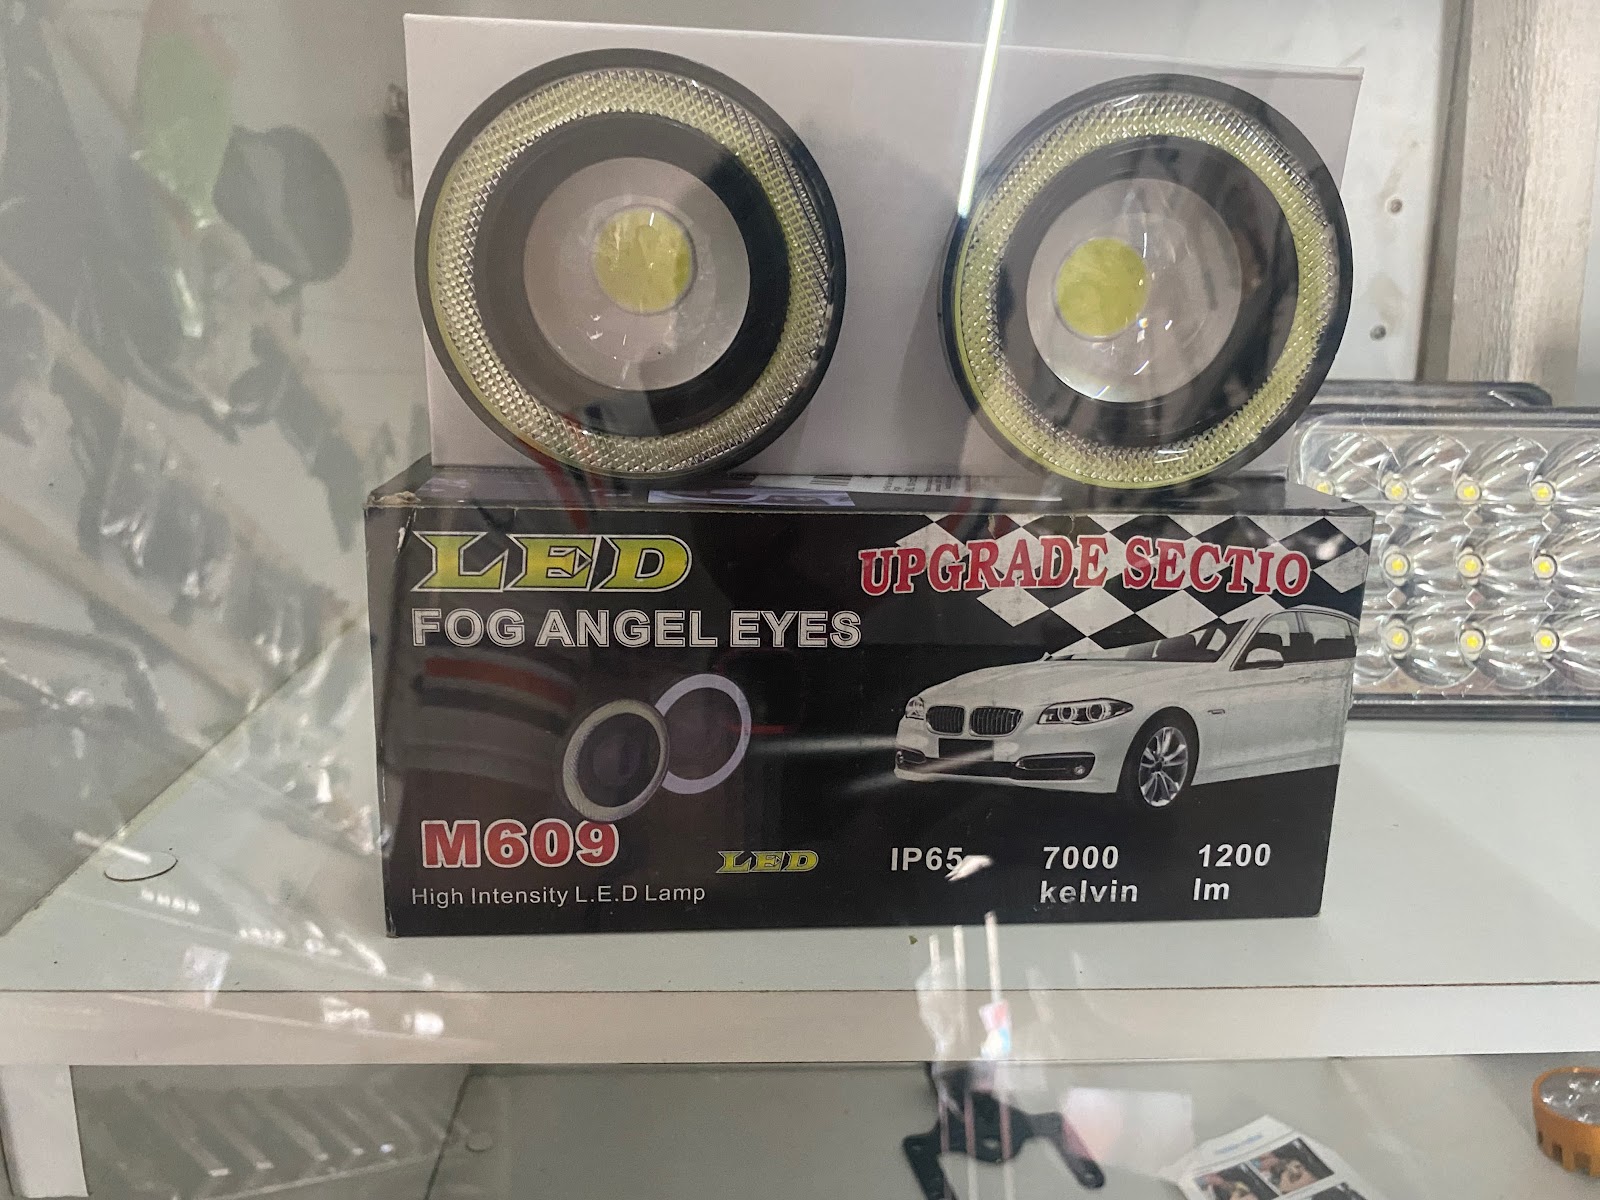 LED
UPGRADE SECTIO
FOG ANGEL EYES
M609
LED
High Intensity L.E.D Lamp
IP65
7000
kelvin
1200
lm